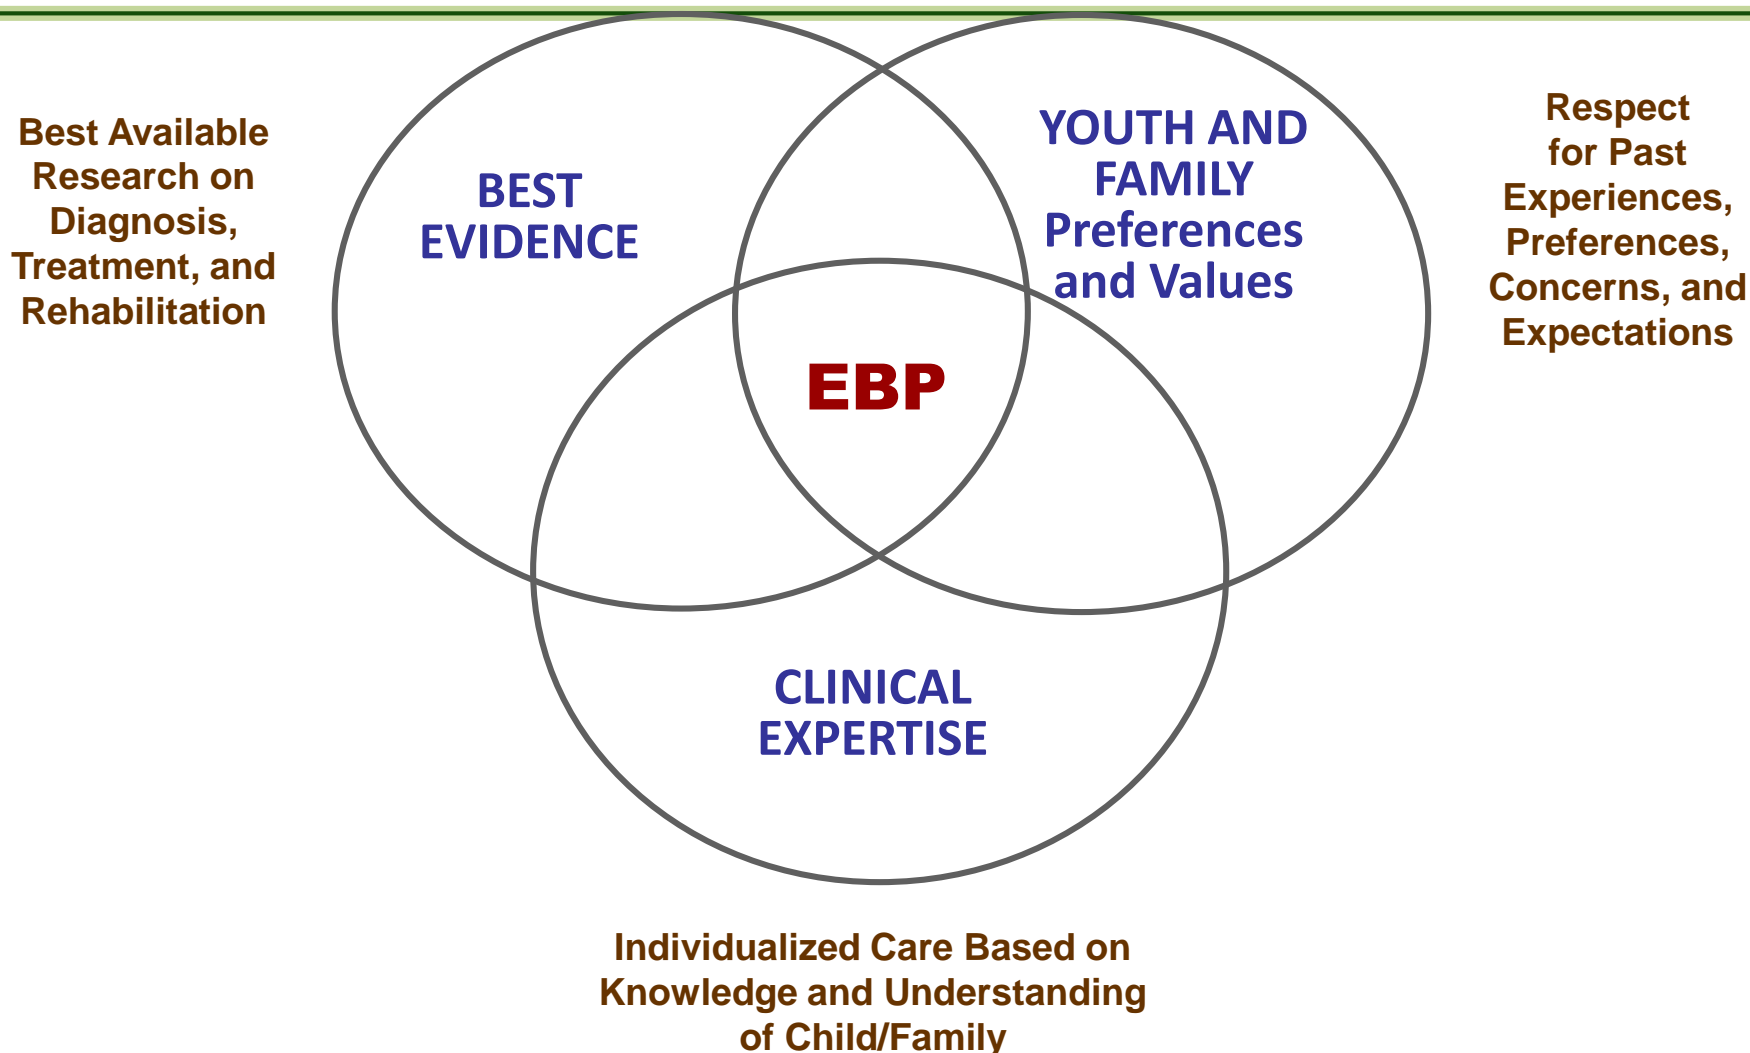 Best Available
Research on
Diagnosis,
Treatment, and
Rehabilitation
BEST
EVIDENCE
YOUTH AND
FAMILY
Preferences
and Values
Respect
for Past
Experiences,
Preferences,
Concerns, and
Expectations
EBP
CLINICAL
EXPERTISE
Individualized Care Based on
Knowledge and Understanding
of Child/Family